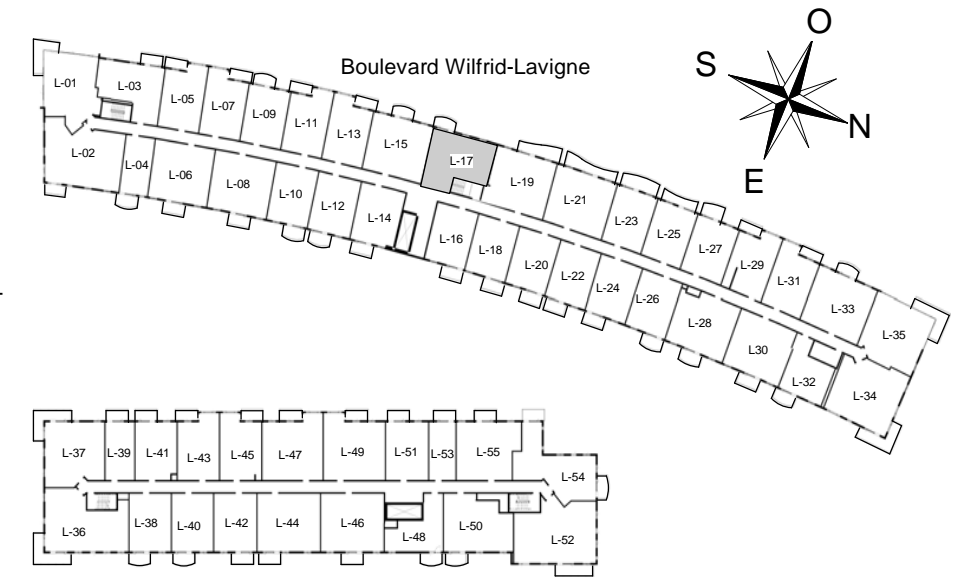 Boulevard Wilfrid-Lavigne
O
S
N
E
L-01
L-03
L-05
L-07
L-09
L-11
L-13
L-15
L-17
L-19
L-21
L-23
L-25
L-27
L-29
L-31
L-33
L-35
L-02
L-04
L-06
L-08
L-10
L-12
L-14
L-16
L-18
L-20
L-22
L-24
L-26
L-28
L30
L-32
L-34
L-37
L-39
L-41
L-43
L-45
L-47
L-49
L-51
L-53
L-55
L-54
L-36
L-38
L-40
L-42
L-44
L-46
L-48
L-50
L-52